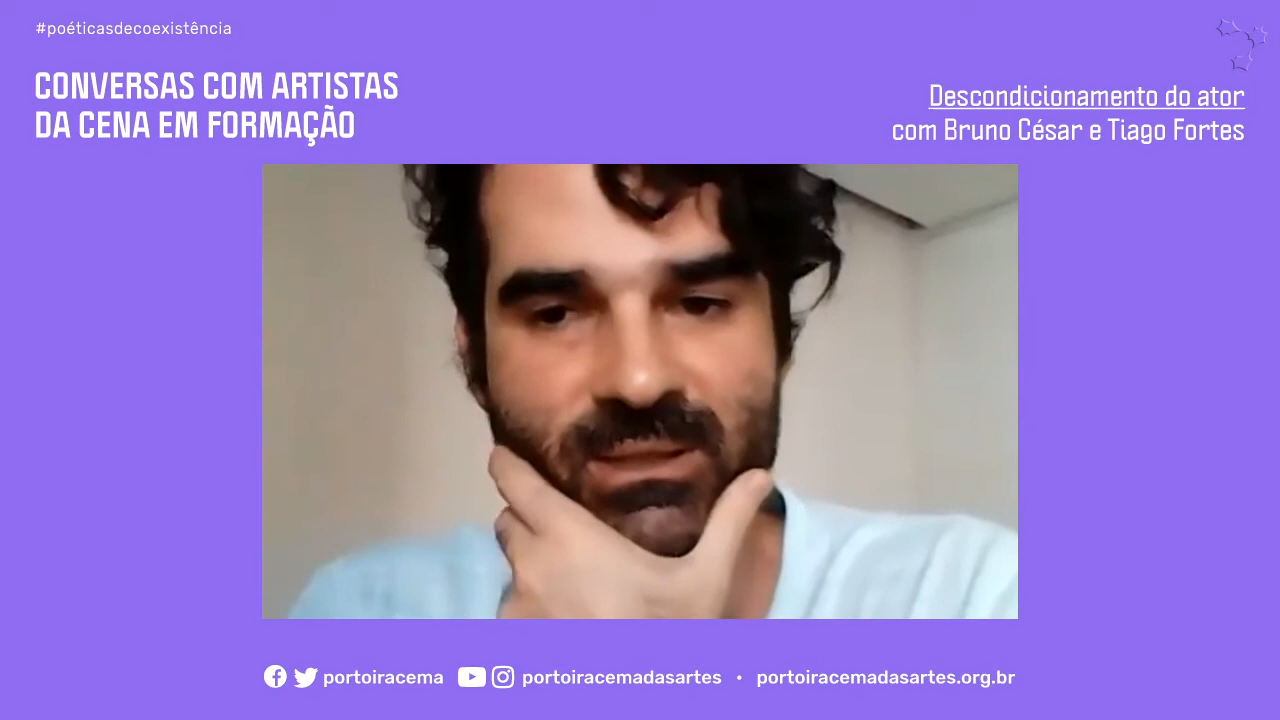 #poéticasdecoexistência
CONVERSAS COM ARTISTAS
DA CENA EM FORMAÇÃO
Descondicionamento do ator
com Bruno César e Tiago Fortes
portoiracema portoiracemadasartes • portoiracemadasartes.org.br